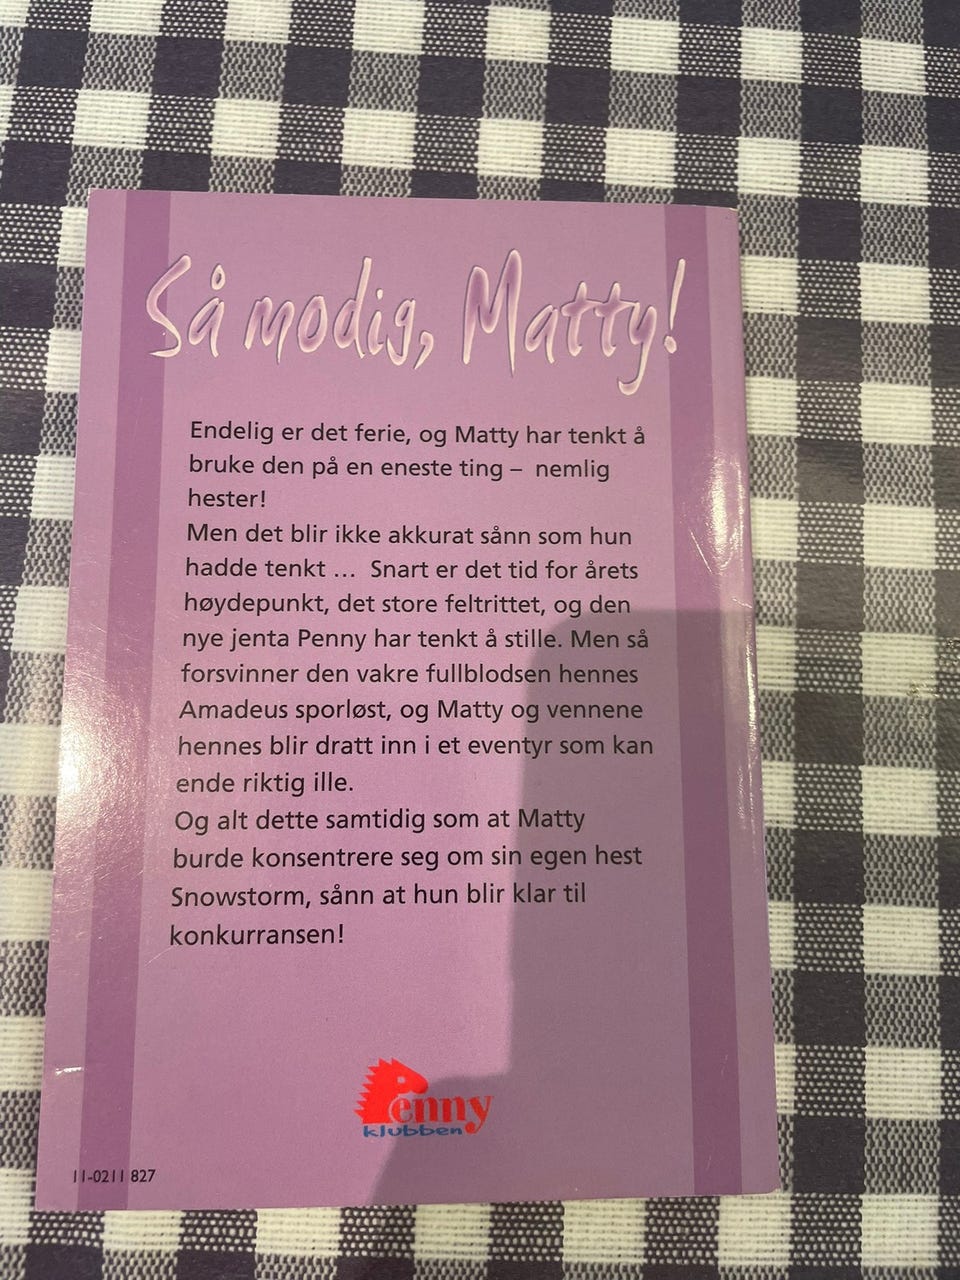 Så modig, Matty!
Endelig er det ferie, og Matty har tenkt å
bruke den på en eneste ting – nemlig
hester!
Men det blir ikke akkurat sånn som hun
hadde tenkt … Snart er det tid for årets
høydepunkt, det store feltrittet, og den
nye jenta Penny har tenkt å stille. Men så
forsvinner den vakre fullblodsen hennes
Amadeus sporløst, og Matty og vennene
hennes blir dratt inn i et eventyr som kan
ende riktig ille.
Og alt dette samtidig som at Matty
burde konsentrere seg om sin egen hest
Snowstorm, sånn at hun blir klar til
konkurransen!
Penny
klubben
11-0211 827